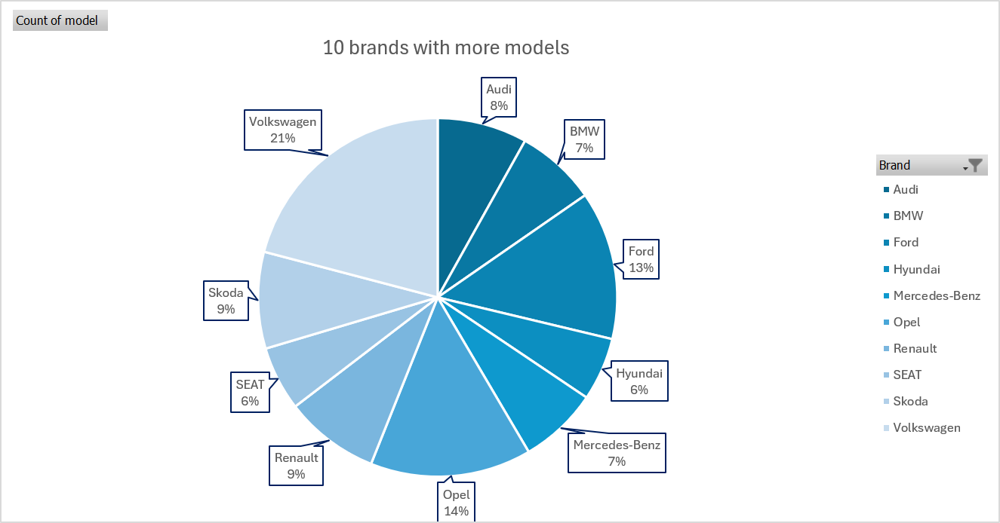 Count of model
10 brands with more models
Audi
8%
BMW
7%
Volkswagen
21%
Ford
13%
Skoda
9%
Hyundai
6%
SEAT
6%
Mercedes-Benz
7%
Renault
9%
Opel
14%
Brand
Audi
BMW
Ford
Hyundai
Mercedes-Benz
Opel
Renault
SEAT
Skoda
Volkswagen